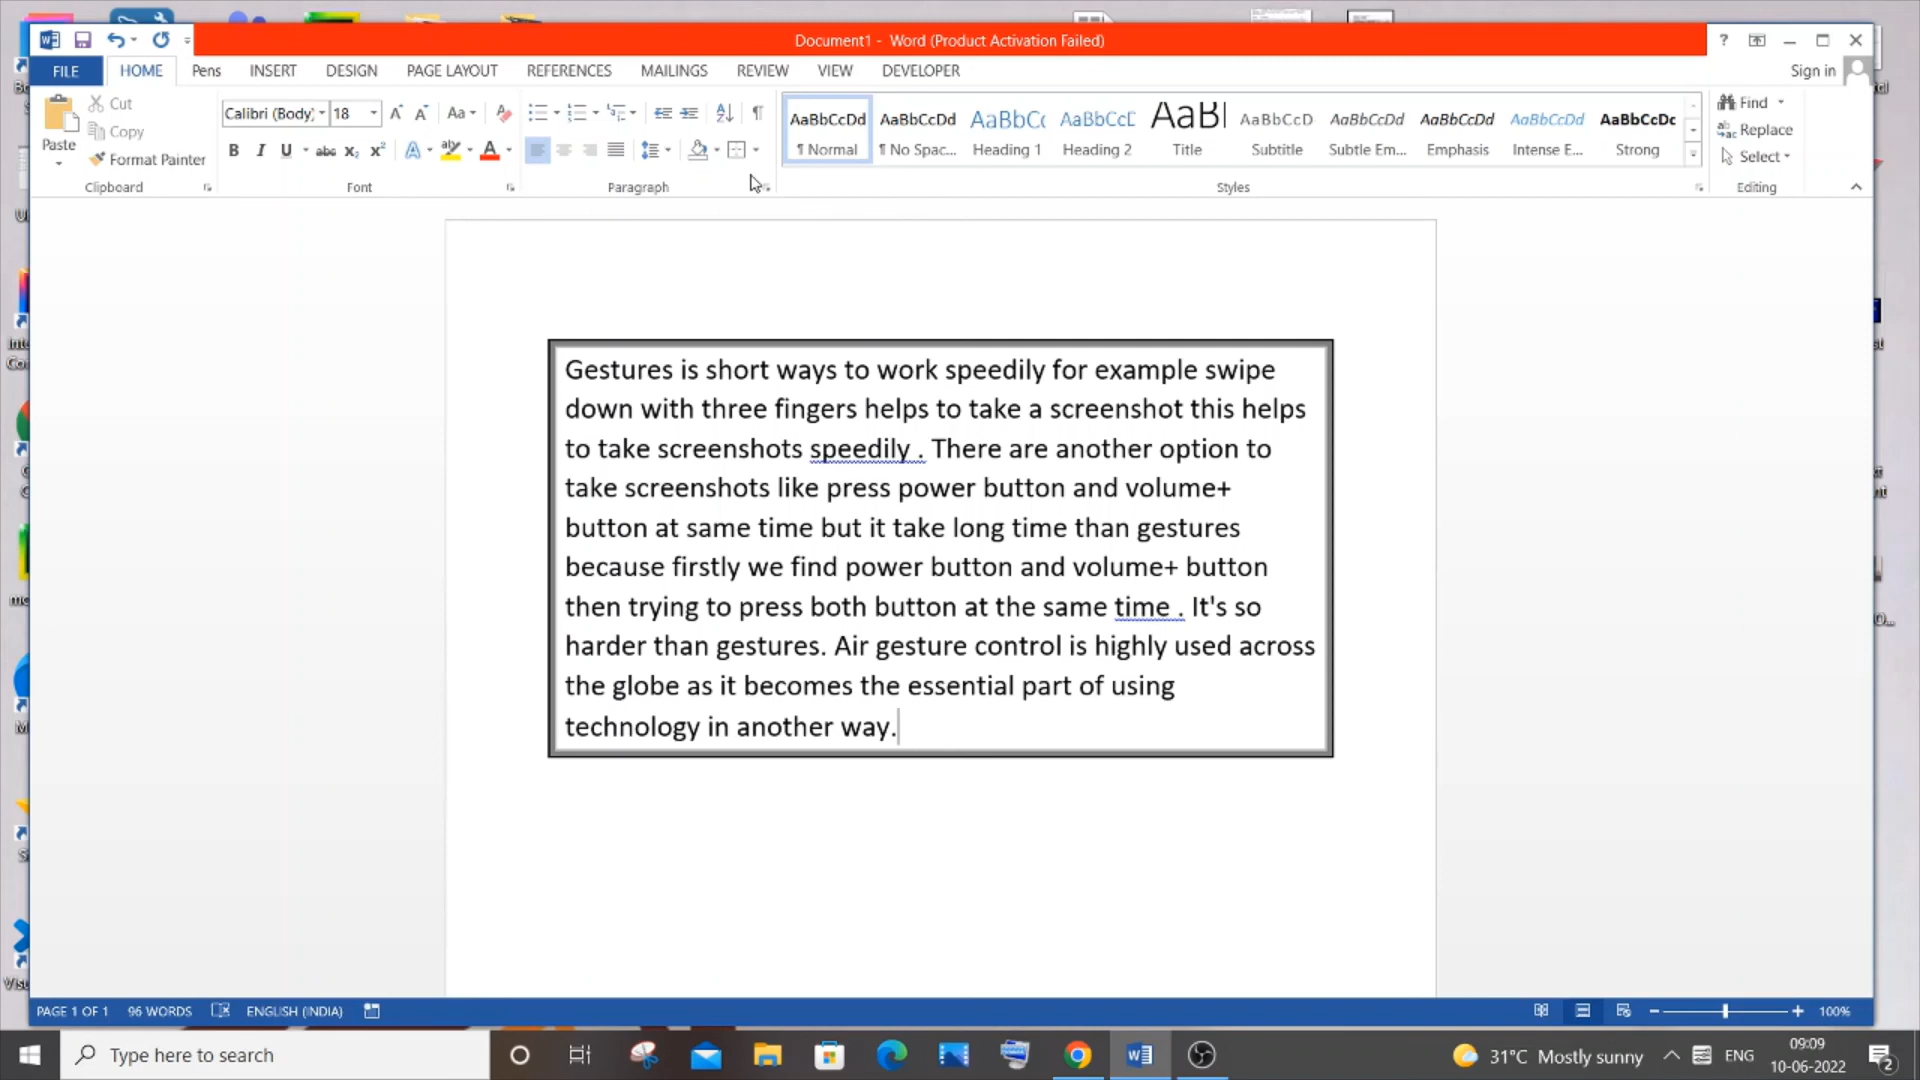 Document1 - Word (Product Activation Failed)
?
FILE HOME Pens INSERT DESIGN PAGE LAYOUT REFERENCES MAILINGS REVIEW VIEW DEVELOPER Sign in
Paste
Cut
Copy
Format Painter
Clipboard
Calibri (Body) 18
Font
Paragraph
AaBbCcDd AaBbCcDd AaBbC( AaBbCcE AaBl AaBbCcD AaBbCcDd AaBbCcDd AaBbCcDd AaBbCcDc
¶ Normal ¶ No Spac... Heading 1 Heading 2 Title Subtitle Subtle Em... Emphasis Intense E... Strong
Styles
Find
Replace
Select
Editing
Gestures is short ways to work speedily for example swipe
down with three fingers helps to take a screenshot this helps
to take screenshots speedily . There are another option to
take screenshots like press power button and volume+
button at same time but it take long time than gestures
because firstly we find power button and volume+ button
then trying to press both button at the same time . It's so
harder than gestures. Air gesture control is highly used across
the globe as it becomes the essential part of using
technology in another way.
PAGE 1 OF 1 96 WORDS ENGLISH (INDIA) 100%
Type here to search
31°C Mostly sunny ENG
09:09
10-06-2022
2